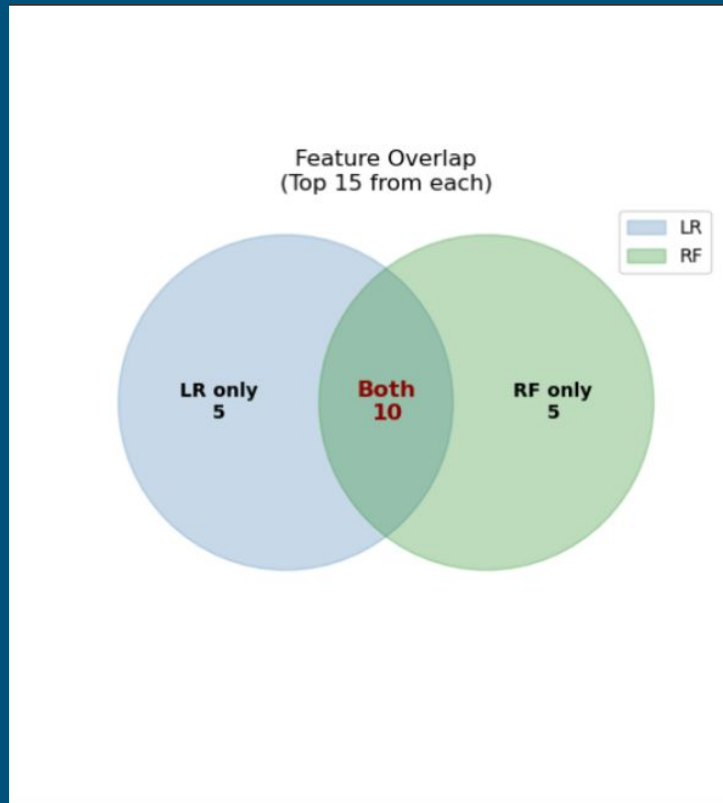 Feature Overlap
(Top 15 from each)
LR
RF
LR only
5
Both
10
RF only
5